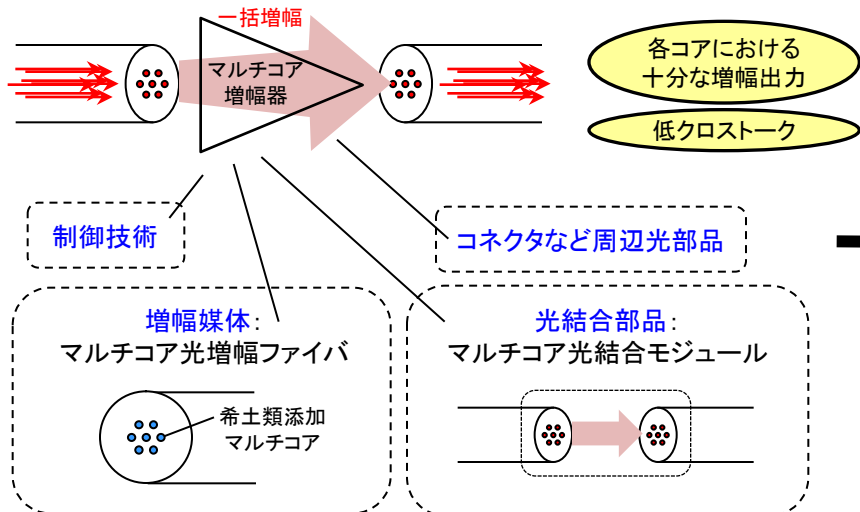 一括増幅
マルチコア
増幅器
各コアにおける
十分な増幅出力
低クロストーク
制御技術
コネクタなど周辺光部品
増幅媒体：
マルチコア光増幅ファイバ
希土類添加
マルチコア
光結合部品：
マルチコア光結合モジュール